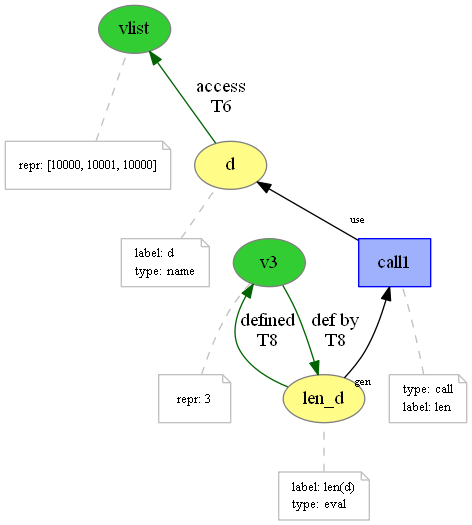 vlist
access
T6
repr: [10000, 10001, 10000]
d
use
label: d
type: name
v3
call1
defined
T8
def by
T8
gen
repr: 3
len_d
type: call
label: len
label: len(d)
type: eval